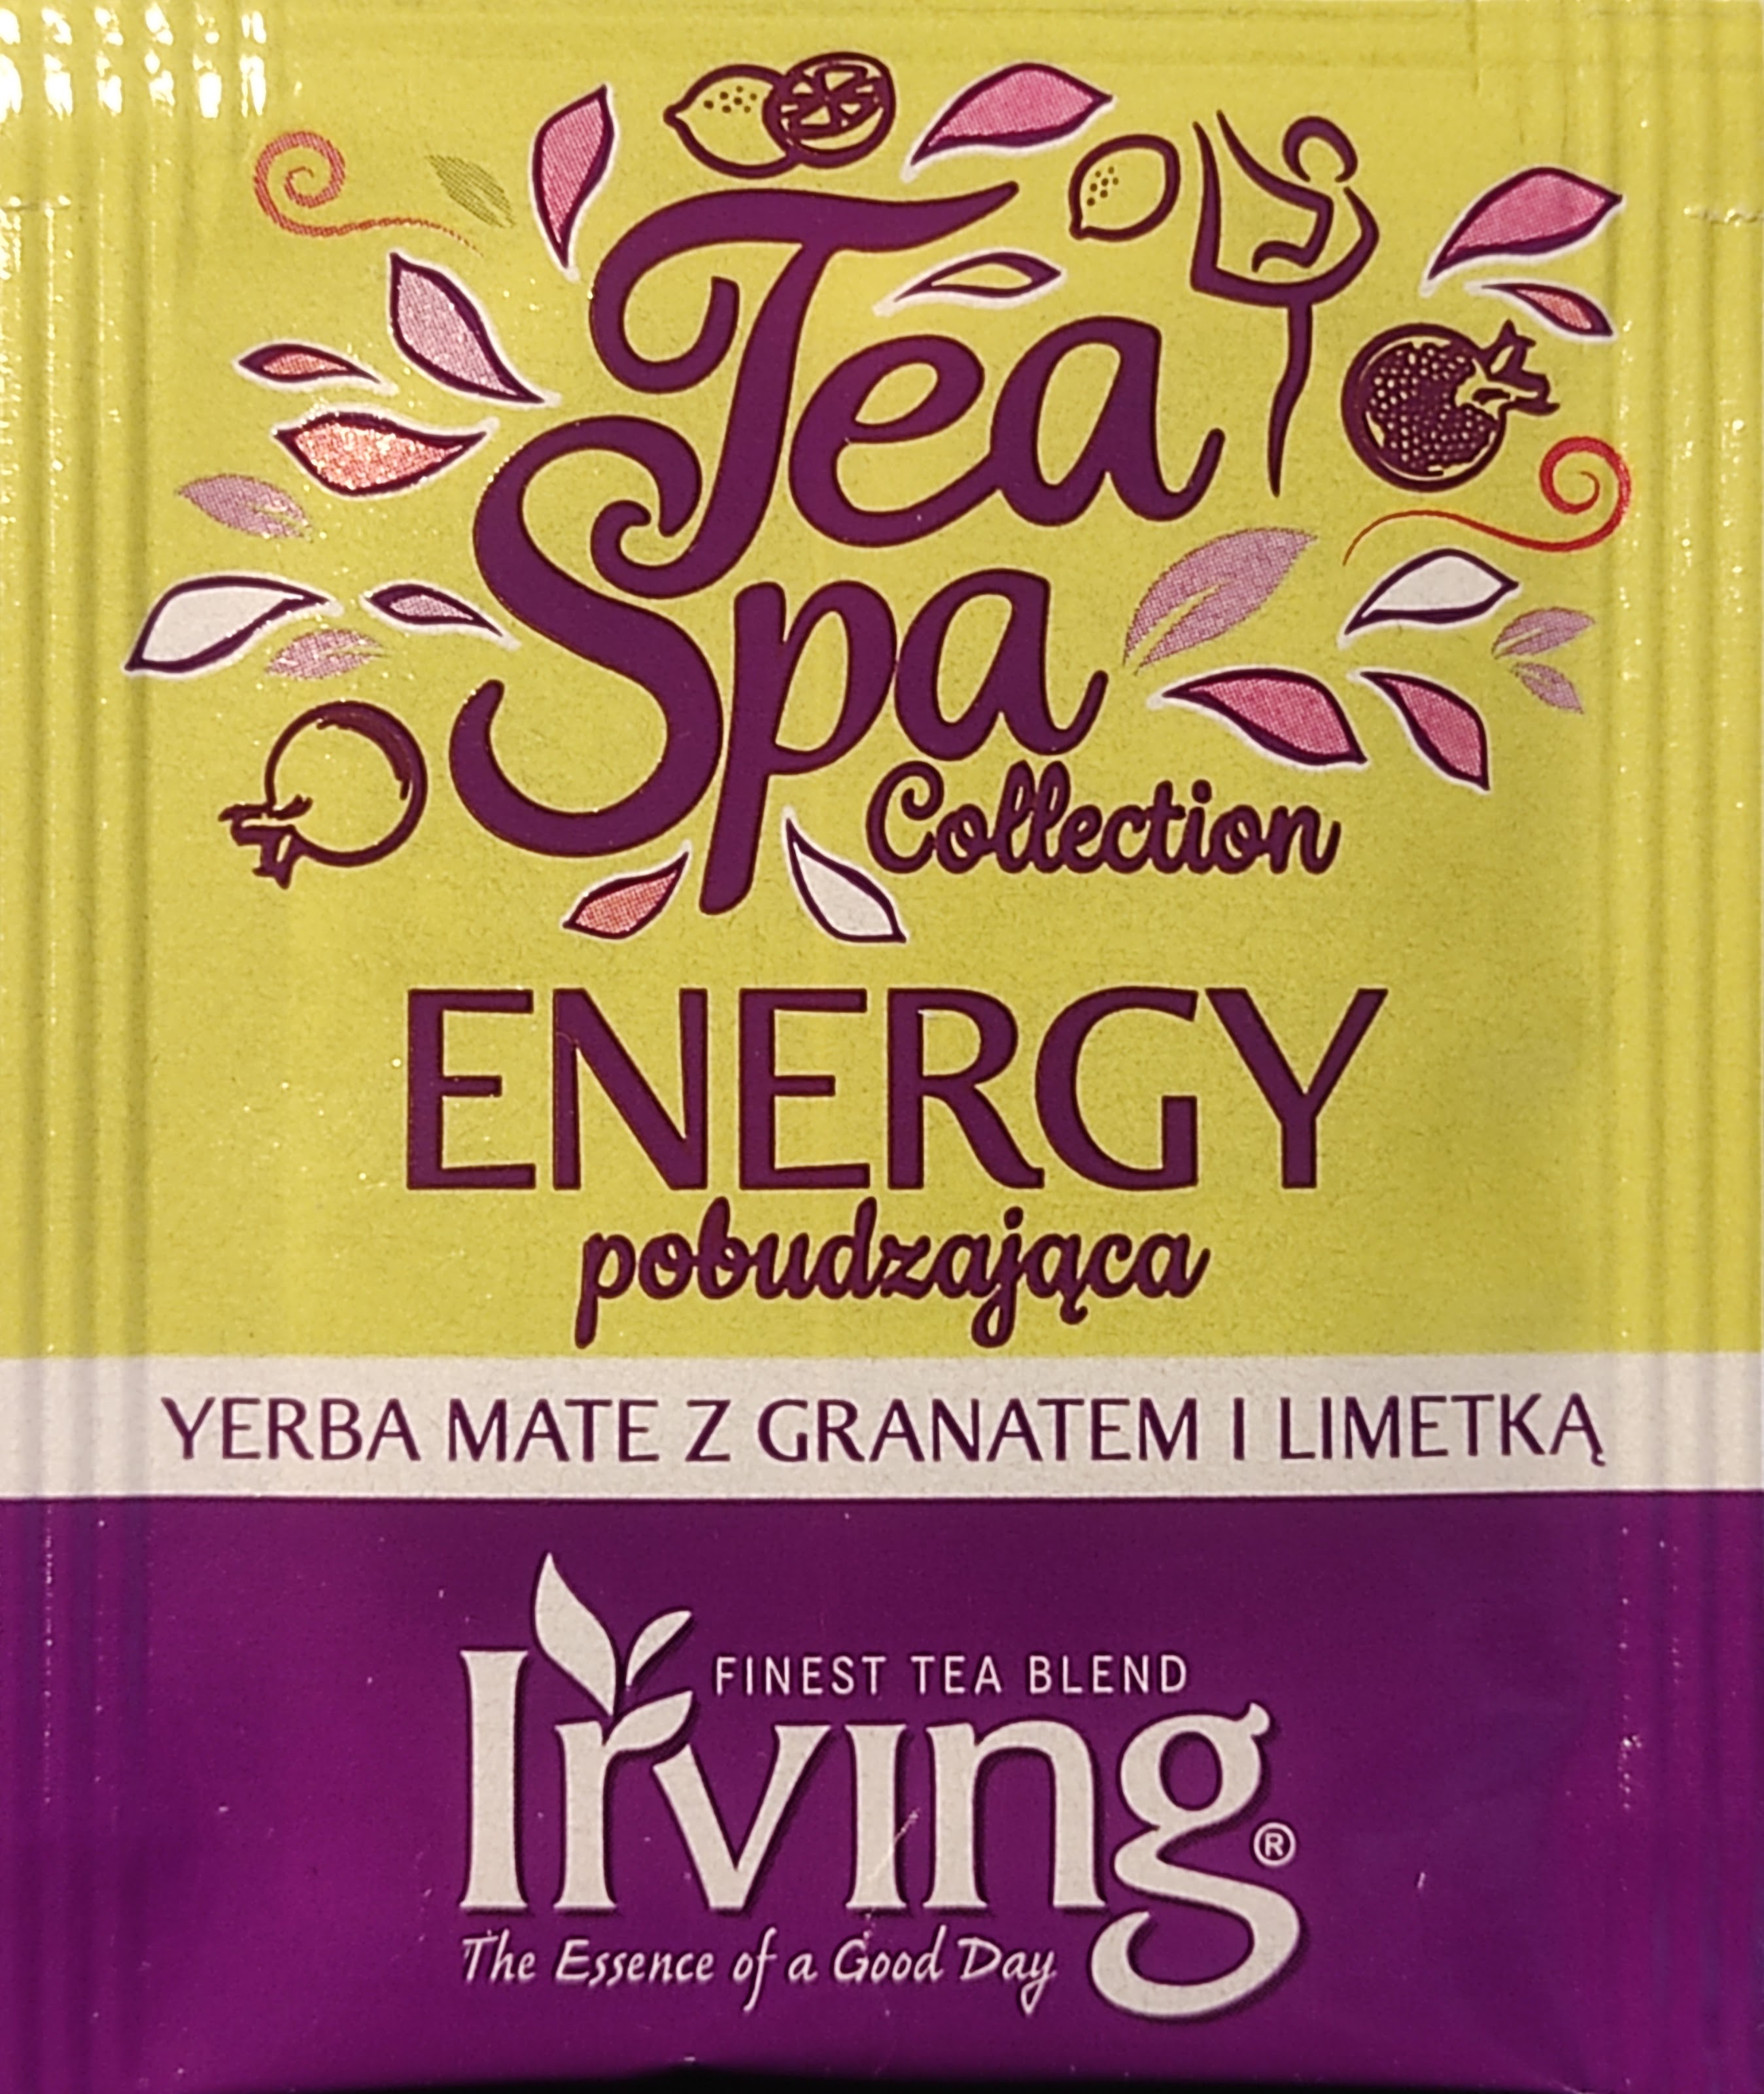 Tea
Spa
Collection
ENERGY
pobudzająca
YERBA MATE Z GRANATEM I LIMETKĄ
FINEST TEA BLEND
Irving®
The Essence of a Good Day